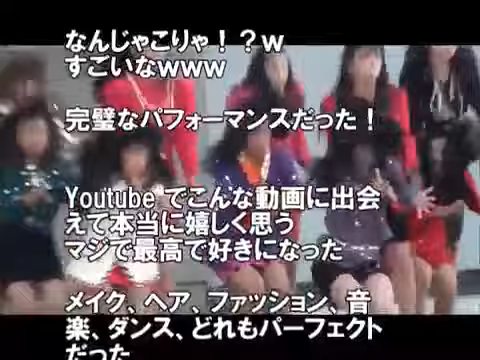 なんじゃこりゃ！？ｗ
すごいなｗｗｗ
完璧なパフォーマンスだった！
Youtube でこんな動画に出会
えて本当に嬉しく思う
マジで最高で好きになった
メイク、ヘア、ファッション、音
楽、ダンス、どれもパーフェクト
だった